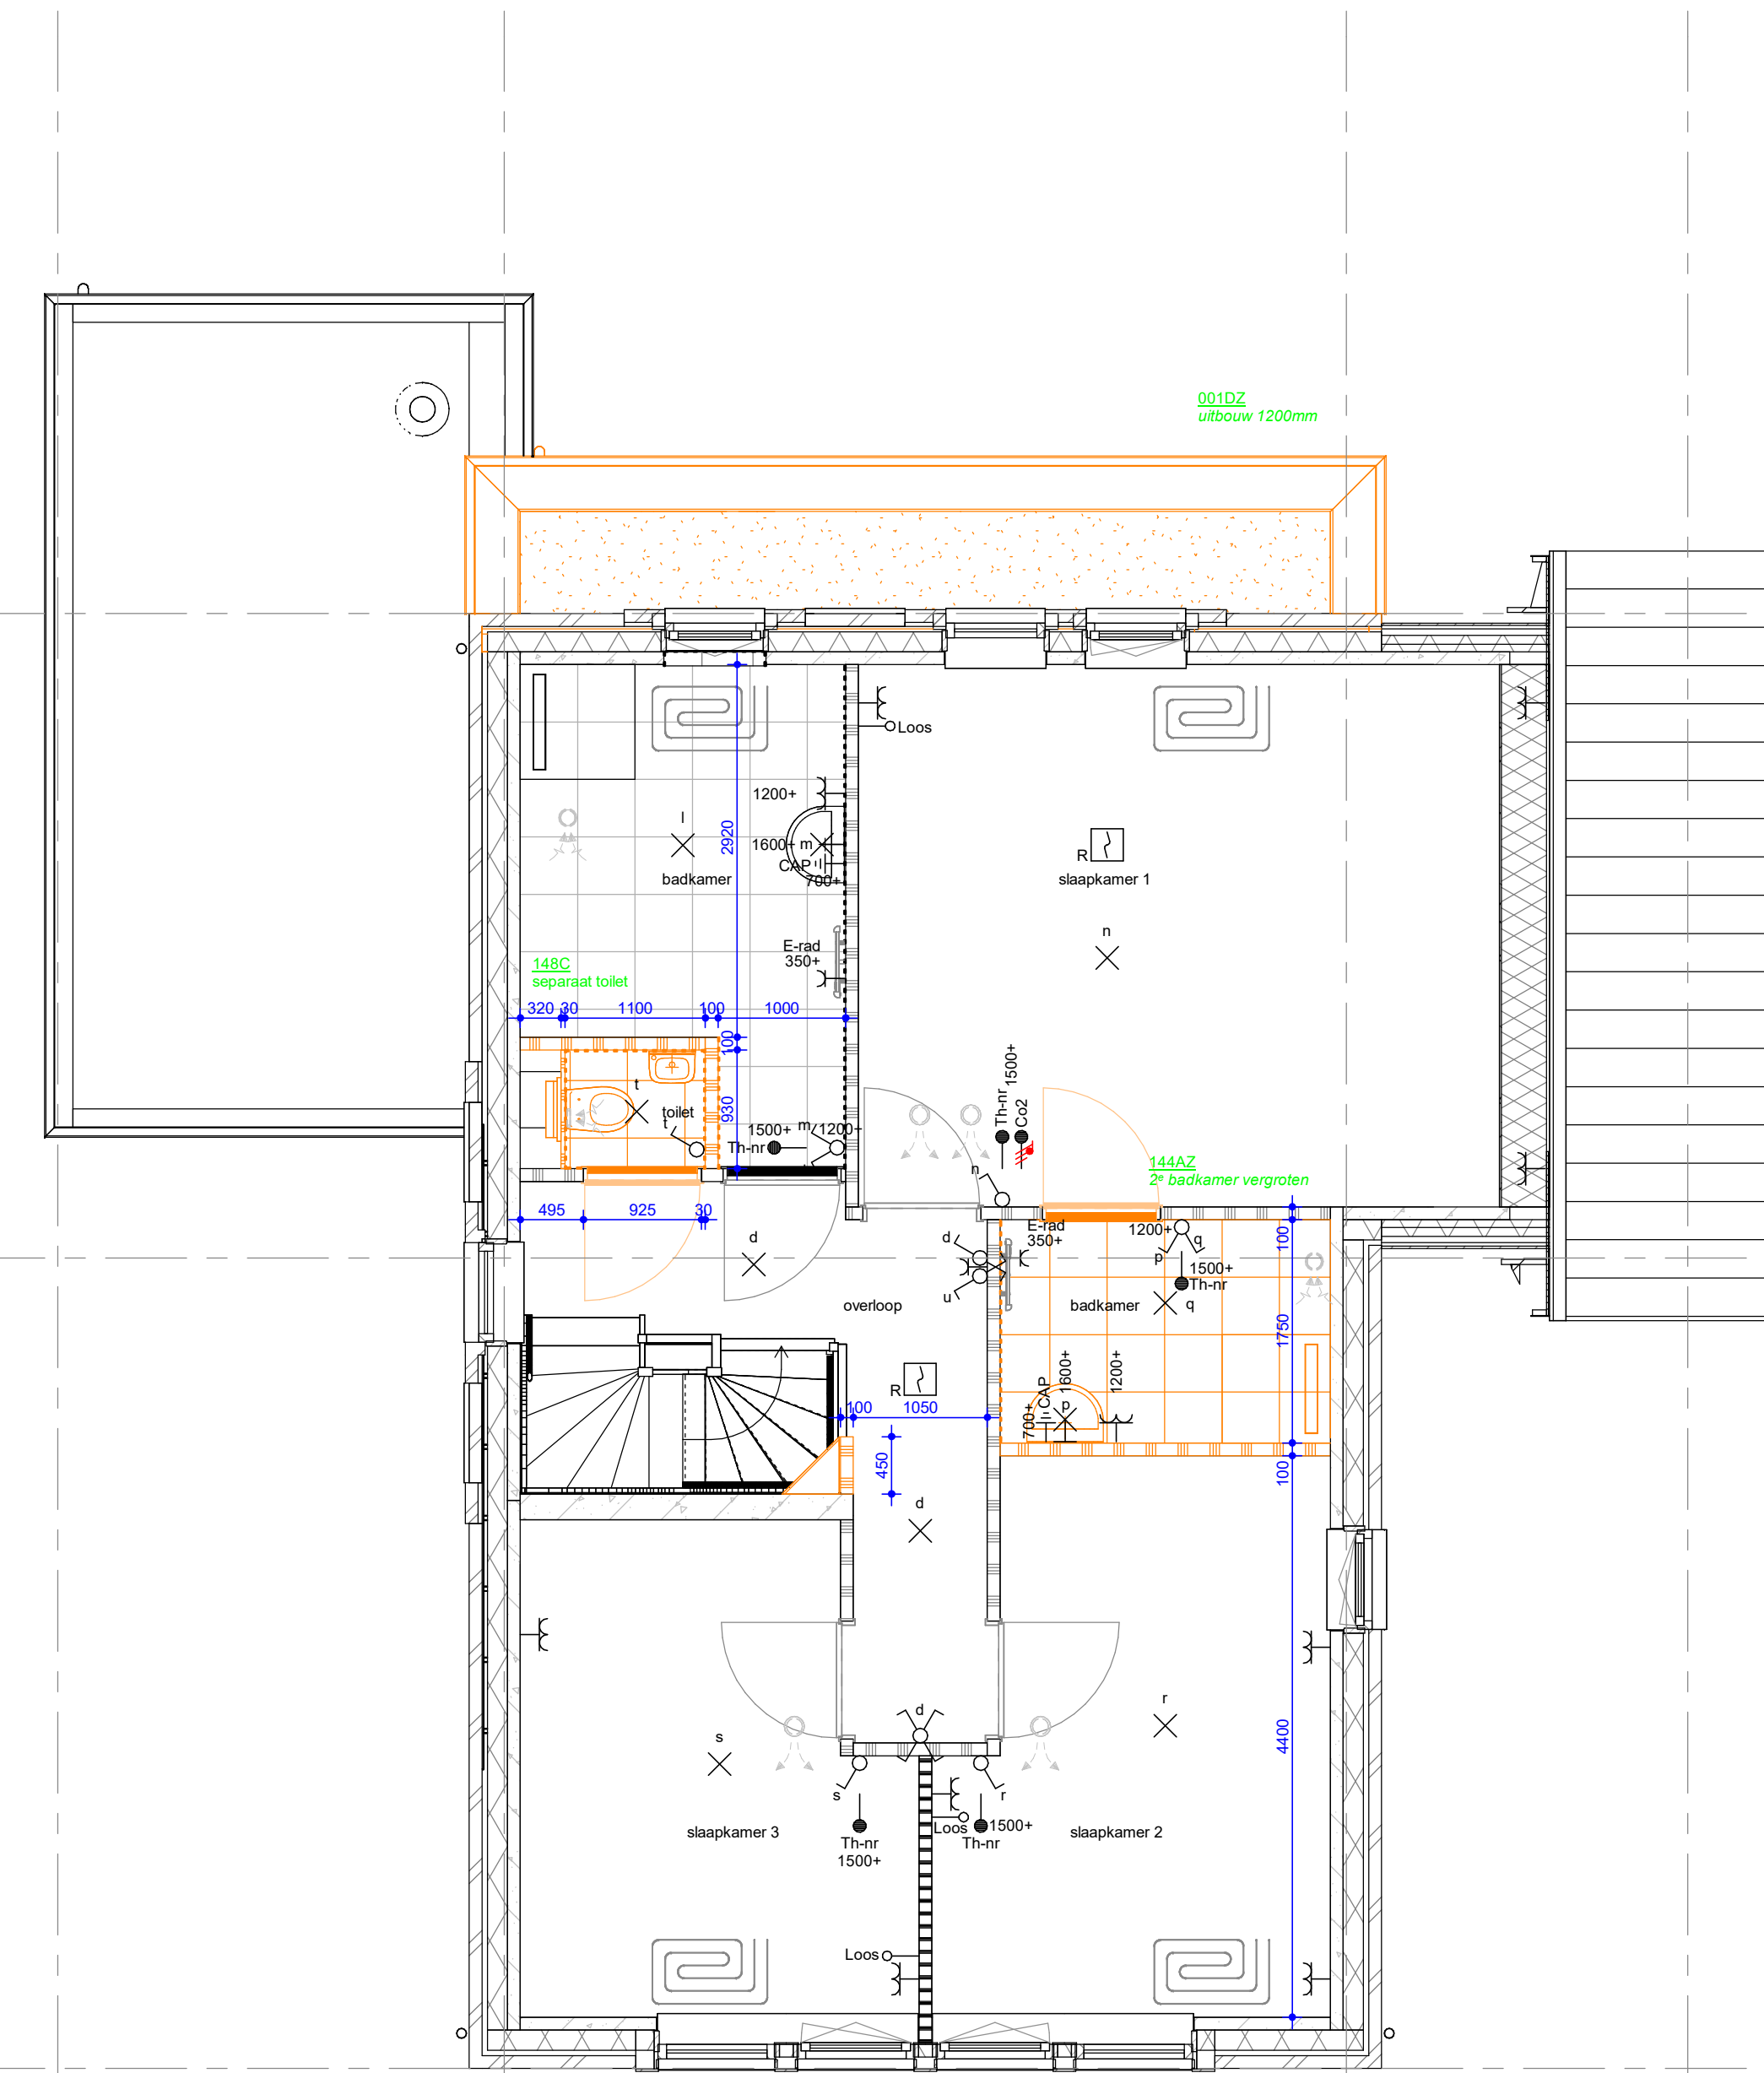 001DZ
uitbouw 1200mm
Loos
1200+
l
1600+ m
CAP
700+
badkamer
2920
R
slaapkamer 1
n
E-rad
350+
148C
separaat toilet
320 30 1100 100 1000
100
930
t
toilet
t
1500+ m 1200+
Th-nr
Th-nr
1500+
Co2
n
144AZ
2e badkamer vergroten
495 925 30
d
d
u
E-rad
350+
1200+
p
q
1500+
Th-nr
100
overloop
badkamer
q
1750
R
100 1050
700+
CAP
1600+
p
1200+
450
100
d
s
d
r
4400
s
r
slaapkamer 3
Th-nr
1500+
Loos
1500+
Th-nr
slaapkamer 2
Loos